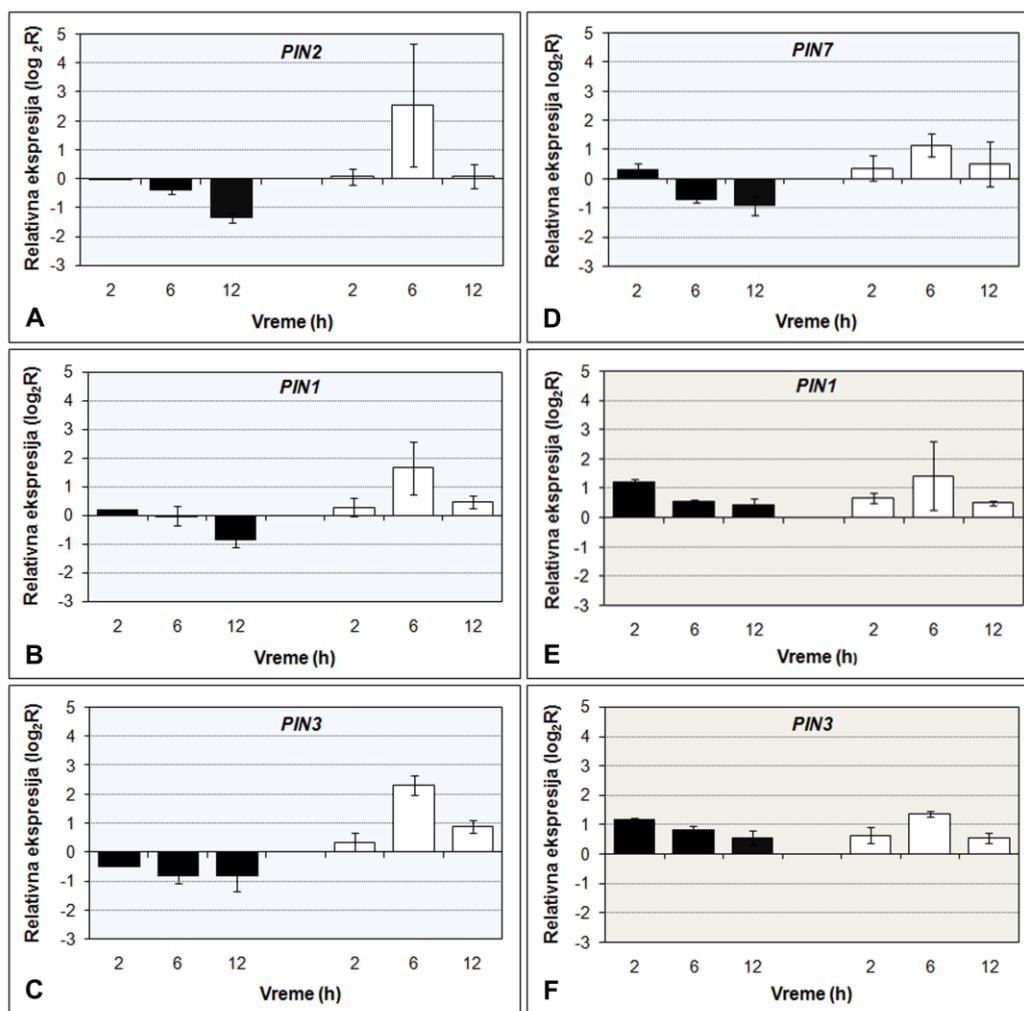 PIN2
Relativna ekspresija (log ₂R)
5
4
3
2
1
0
-1
-2
-3
2 6 12 2 6 12
Vreme (h)
A
PIN7
Relativna ekspresija log₂R)
5
4
3
2
1
0
-1
-2
-3
2 6 12 2 6 12
Vreme (h)
D
PIN1
Relativna ekspresija (log₂R)
5
4
3
2
1
0
-1
-2
-3
2 6 12 2 6 12
Vreme (h)
B
PIN1
Relativna ekspresija (log₂R)
5
4
3
2
1
0
-1
-2
-3
2 6 12 2 6 12
Vreme (h)
E
PIN3
Relativna ekspresija (log₂R)
5
4
3
2
1
0
-1
-2
-3
2 6 12 2 6 12
Vreme (h)
C
PIN3
Relativna ekspresija (log₂R)
5
4
3
2
1
0
-1
-2
-3
2 6 12 2 6 12
Vreme (h)
F